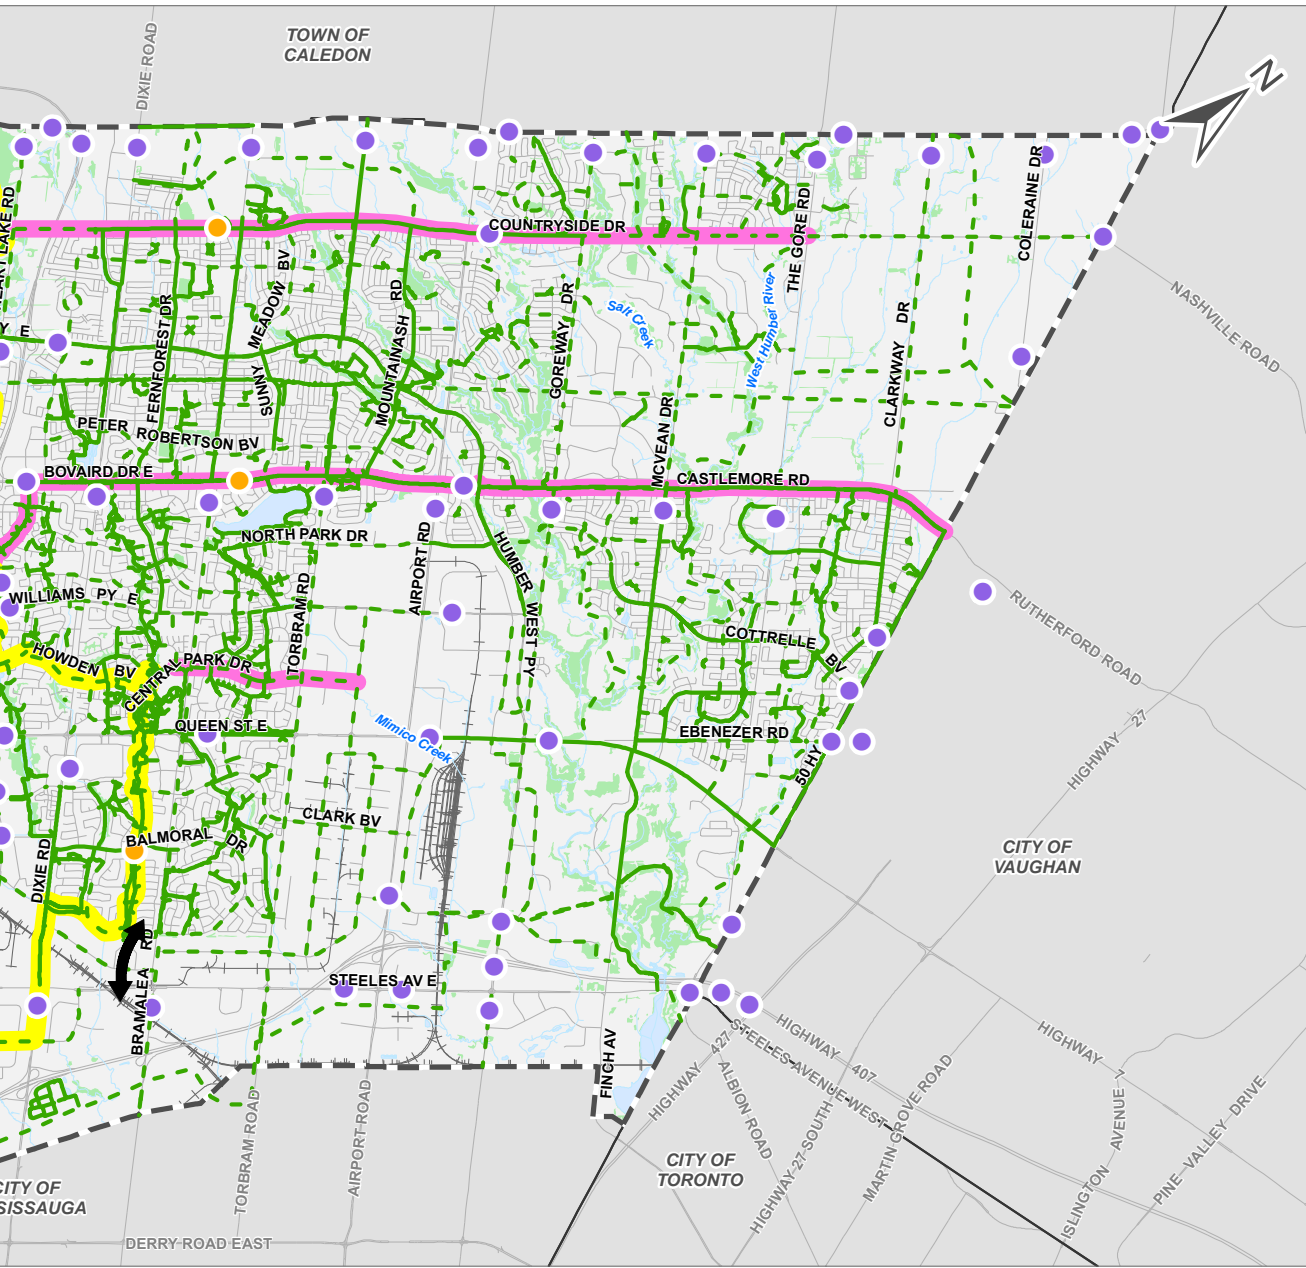 TOWN OF
CALEDON
DIXIE ROAD
N
COLERAINE DR
LAKE RD
COUNTRYSIDE DR
THE GORE RD
NASHVILLE ROAD
Y E
FERNFOREST DR
SUNNY MEADOW BV
MOUNTAINASH RD
GOREWAY DR
Salt Creek
West Humber River
CLARKWAY DR
MCVEAN DR
PETER ROBERTSON BV
BOVAIRD DR E
CASTLEMORE RD
NORTH PARK DR
AIRPORT RD
HUMBER WEST PY
WILLIAMS PY E
TORBRAM RD
RUTHERFORD ROAD
HOWDEN BV
CENTRAL PARK DR
COTTRELLE BV
QUEEN ST E
Mimico Creek
EBENEZER RD
50 HY
HIGHWAY 27
CLARK BV
BALMORAL DR
DIXIE RD
CITY OF
VAUGHAN
BRAMALEA RD
STEELES AV E
FINCH AV
HIGHWAY 427
STEELES AVENUE WEST
HIGHWAY 407
HIGHWAY 7
ALBION ROAD
HIGHWAY 27 SOUTH
MARTIN GROVE ROAD
ISLINGTON AVENUE
PINE VALLEY DRIVE
TORBRAM ROAD
AIRPORT ROAD
CITY OF
TORONTO
CITY OF
SISSAUGA
DERRY ROAD EAST